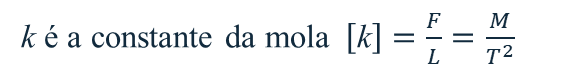 k é a constante da mola [k] = F/L = M/T²